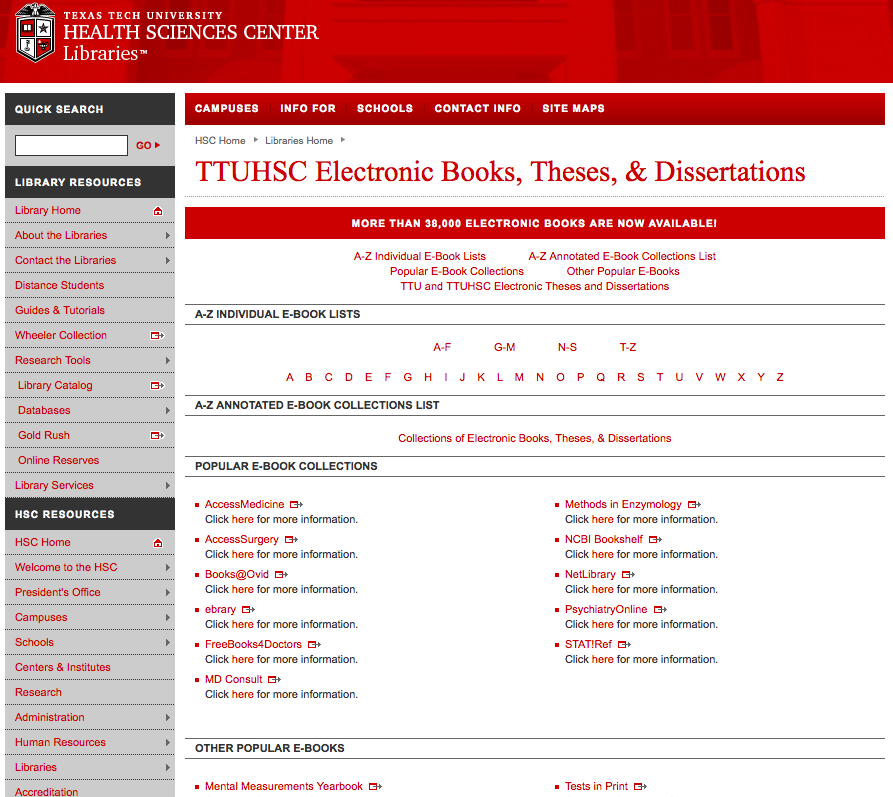 TEXAS TECH UNIVERSITY
HEALTH SCIENCES CENTER
Libraries™
QUICK SEARCH
GO
LIBRARY RESOURCES
Library Home
About the Libraries
Contact the Libraries
Distance Students
Guides & Tutorials
Wheeler Collection
Research Tools
Library Catalog
Databases
Gold Rush
Online Reserves
Library Services
HSC RESOURCES
HSC Home
Welcome to the HSC
President's Office
Campuses
Schools
Centers & Institutes
Research
Administration
Human Resources
Libraries
Accreditation
CAMPUSES INFO FOR SCHOOLS CONTACT INFO SITE MAPS
HSC Home Libraries Home
TTUHSC Electronic Books, Theses, & Dissertations
MORE THAN 38,000 ELECTRONIC BOOKS ARE NOW AVAILABLE!
A-Z Individual E-Book Lists A-Z Annotated E-Book Collections List
Popular E-Book Collections Other Popular E-Books
TTU and TTUHSC Electronic Theses and Dissertations
A-Z INDIVIDUAL E-BOOK LISTS
A-F G-M N-S T-Z
A B C D E F G H I J K L M N O P Q R S T U V W X Y Z
A-Z ANNOTATED E-BOOK COLLECTIONS LIST
Collections of Electronic Books, Theses, & Dissertations
POPULAR E-BOOK COLLECTIONS
AccessMedicine
Click here for more information.
AccessSurgery
Click here for more information.
Books@Ovid
Click here for more information.
ebrary
Click here for more information.
FreeBooks4Doctors
Click here for more information.
MD Consult
Click here for more information.
Methods in Enzymology
Click here for more information.
NCBI Bookshelf
Click here for more information.
NetLibrary
Click here for more information.
PsychiatryOnline
Click here for more information.
STAT!Ref
Click here for more information.
OTHER POPULAR E-BOOKS
Mental Measurements Yearbook
Tests in Print